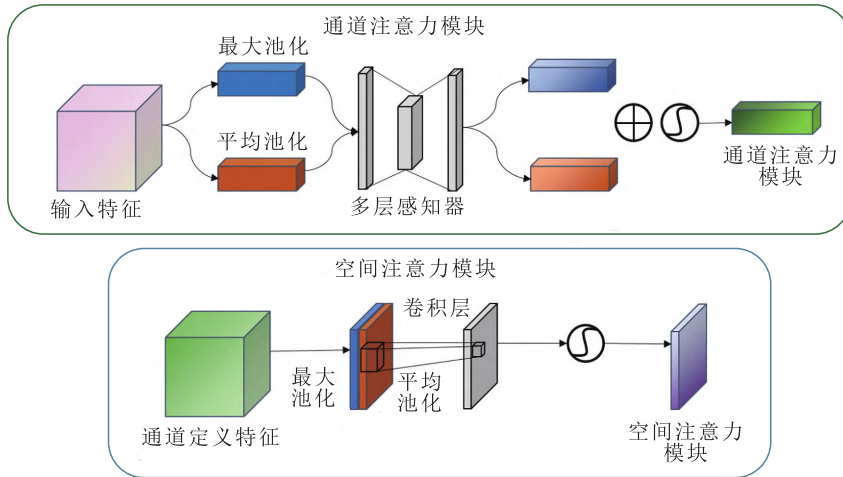 通道注意力模块
最大池化
平均池化
输入特征
多层感知器
通道注意力
模块
空间注意力模块
卷积层
最大
池化
平均
池化
通道定义特征
空间注意力
模块